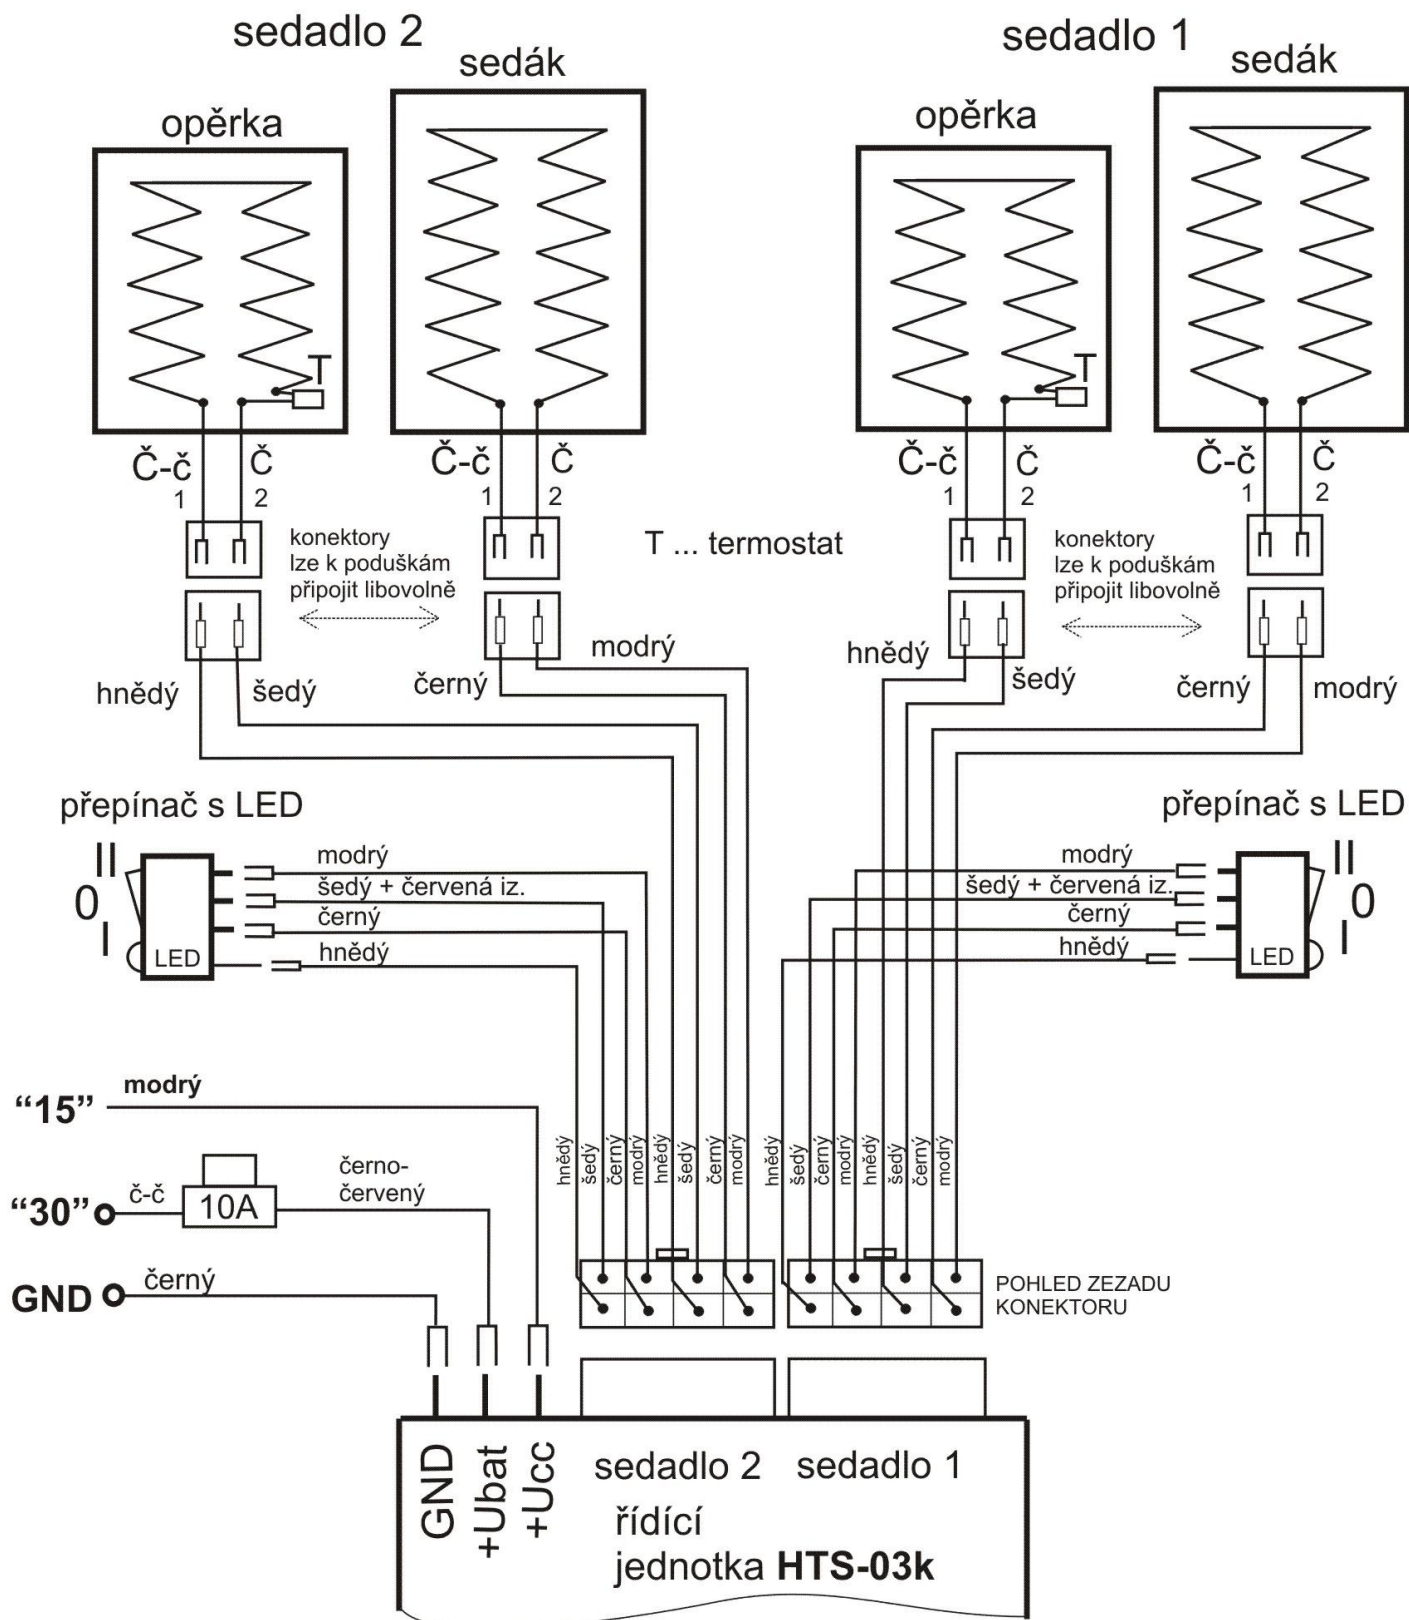 sedadlo 2
sedadlo 1
sedák
sedák
opěrka
opěrka
T
T
Č-č
1
Č
2
Č-č
1
Č
2
Č-č
1
Č
2
Č-č
1
Č
2
konektory
lze k poduškám
připojit libovolně
T ... termostat
konektory
lze k poduškám
připojit libovolně
hnědý
šedý
černý
modrý
hnědý
šedý
černý
modrý
přepínač s LED
II
0
I
LED
modrý
šedý + červená iz.
černý
hnědý
přepínač s LED
modrý
šedý + červená iz.
černý
hnědý
II
0
I
LED
“15”
modrý
“30”
č-č
10A
černo-
červený
GND
černý
hnědý
šedý
černý
modrý
hnědý
šedý
černý
modrý
hnědý
šedý
černý
modrý
hnědý
šedý
černý
modrý
POHLED ZEZADU
KONEKTORU
GND
+Ubat
+Ucc
sedadlo 2
sedadlo 1
řídící
jednotka HTS-03k